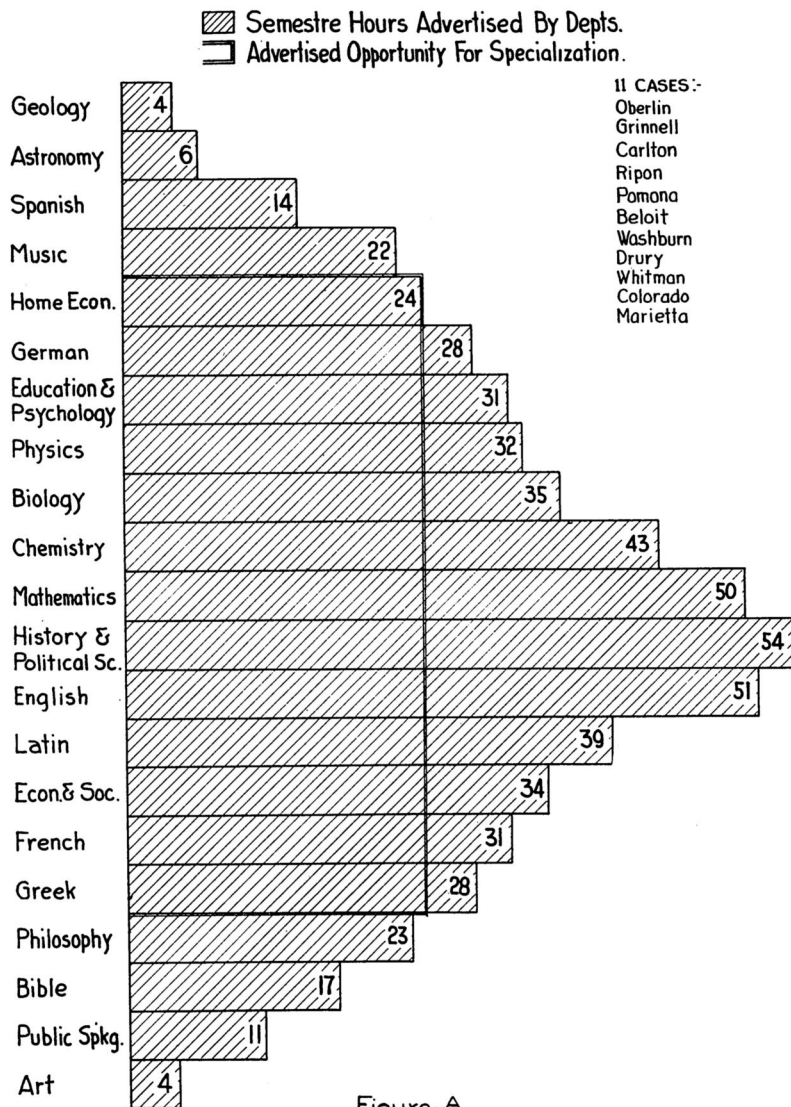 Semestre Hours Advertised By Depts.
Advertised Opportunity For Specialization.
11 CASES:-
Oberlin
Grinnell
Carlton
Ripon
Pomona
Beloit
Washburn
Drury
Whitman
Colorado
Marietta
Geology 4
Astronomy 6
Spanish 14
Music 22
Home Econ. 24
German 28
Education &
Psychology 31
Physics 32
Biology 35
Chemistry 43
Mathematics 50
History &
Political Sc. 54
English 51
Latin 39
Econ. & Soc. 34
French 31
Greek 28
Philosophy 23
Bible 17
Public Spkg. 11
Art 4
Figure A